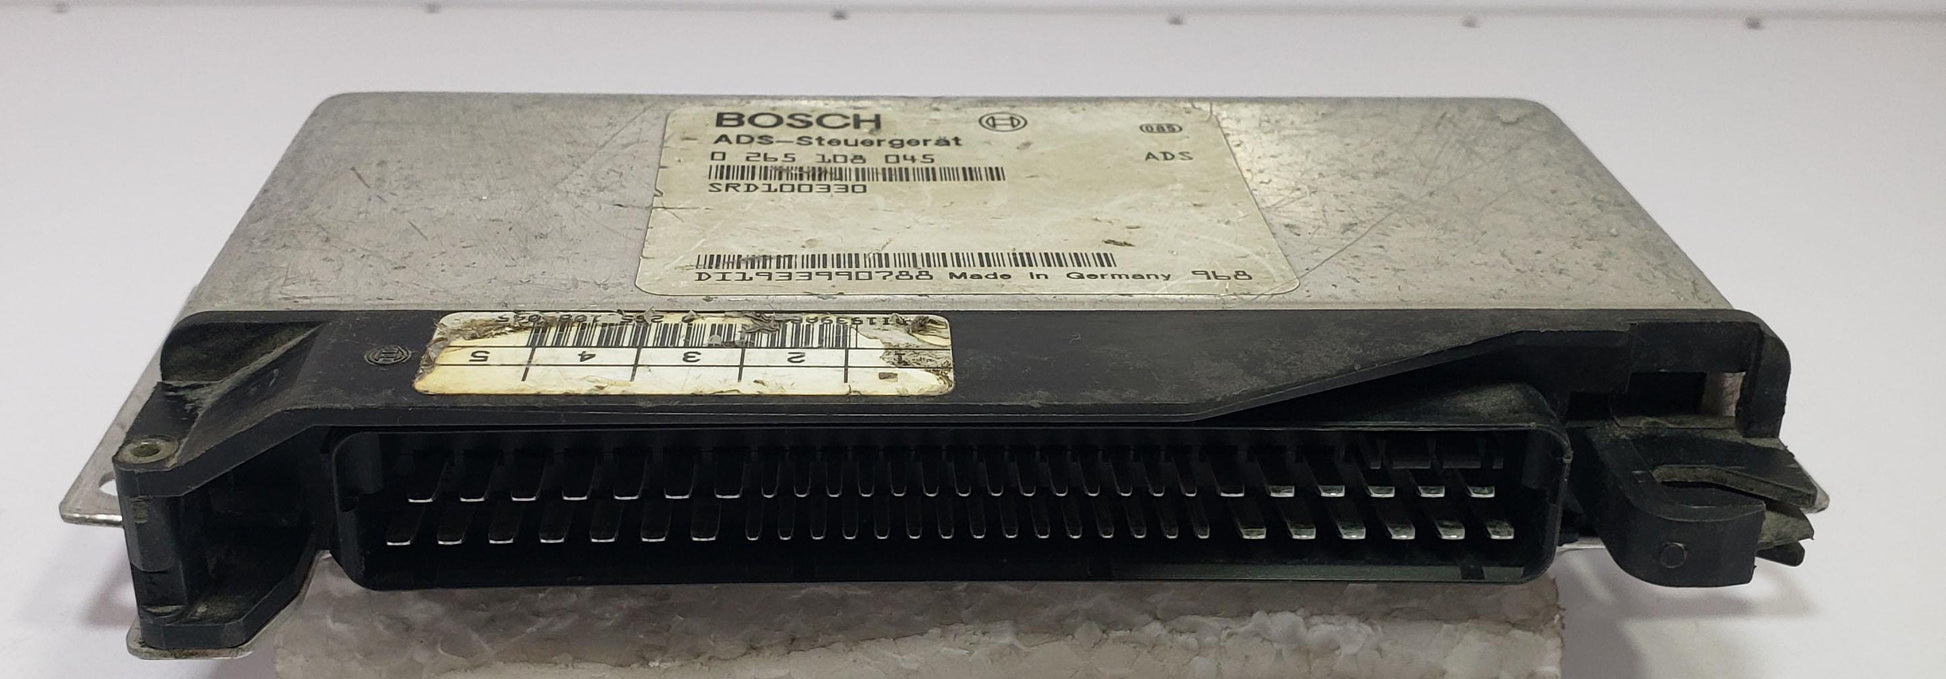 BOSCH
ADS-Steuergerät
0 265 108 045
ADS
SRD100330
DI1933990788 Made in Germany 968
1 2 3 4 5